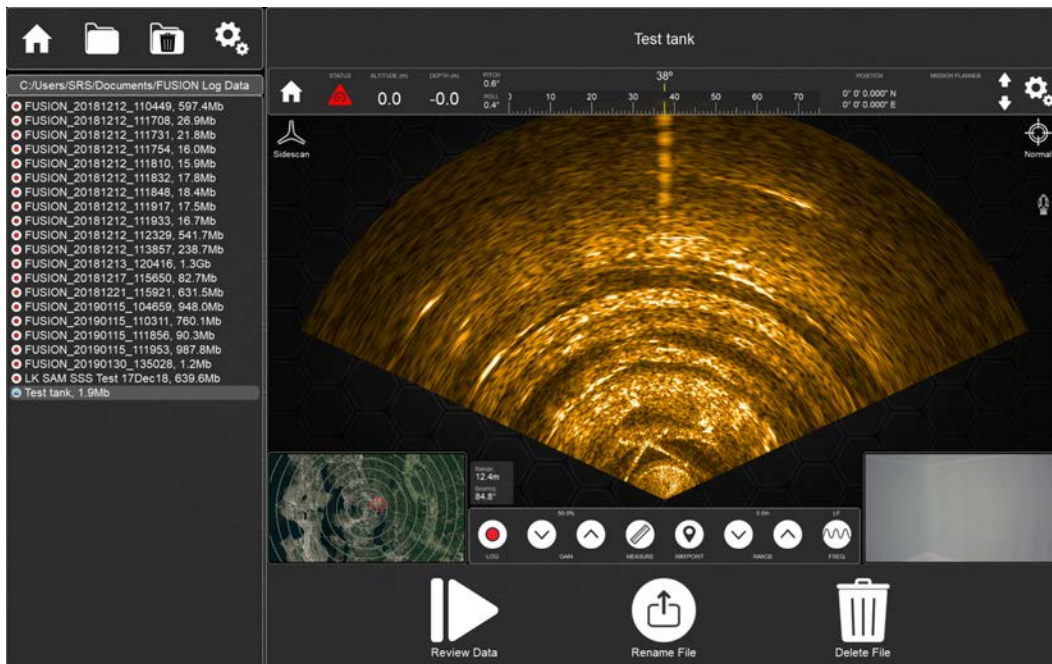 Test tank
C:/Users/SRS/Documents/FUSION Log Data
FUSION_20181212_110449, 597.4Mb
FUSION_20181212_111708, 26.9Mb
FUSION_20181212_111731, 21.8Mb
FUSION_20181212_111754, 16.0Mb
FUSION_20181212_111810, 15.9Mb
FUSION_20181212_111832, 17.8Mb
FUSION_20181212_111848, 18.4Mb
FUSION_20181212_111917, 17.5Mb
FUSION_20181212_111933, 16.7Mb
FUSION_20181212_112329, 541.7Mb
FUSION_20181212_113857, 238.7Mb
FUSION_20181213_120416, 1.3Gb
FUSION_20181217_115650, 82.7Mb
FUSION_20181221_115921, 631.5Mb
FUSION_20190115_104659, 948.0Mb
FUSION_20190115_110311, 760.1Mb
FUSION_20190115_111856, 90.3Mb
FUSION_20190115_111953, 987.8Mb
FUSION_20190130_135028, 1.2Mb
LK SAM SSS Test 17Dec18, 639.6Mb
Test tank, 1.9Mb
STATUS ALTITUDE (m) DEPTH (m) PITCH 38° POSITION MISSION PLANNER
0.6°
0.0 -0.0 ROLL 10 20 30 40 50 60 70 0° 0' 0.000" N
0.4° 0° 0' 0.000" E
Sidescan Normal
Range
12.4m
Bearing
84.8°
50.0% 5.0m LF
LOG GAIN MEASURE WAYPOINT RANGE FREQ
Review Data Rename File Delete File